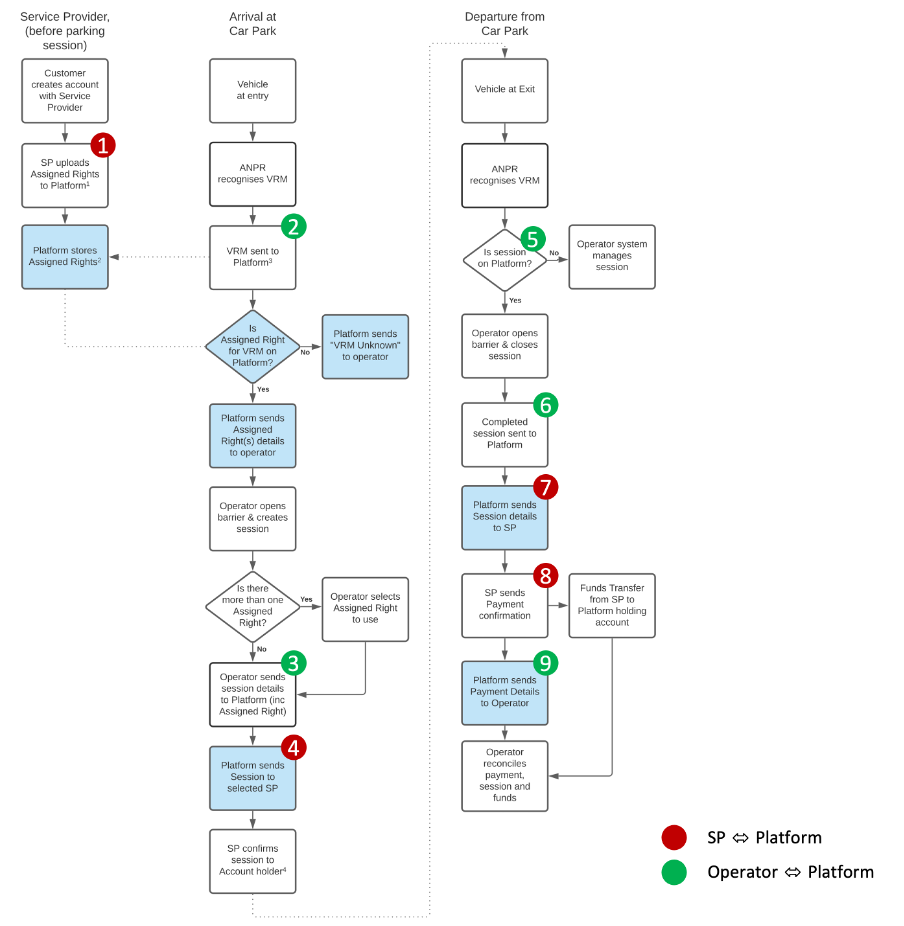 Service Provider,
(before parking
session)
Customer
creates account
with Service
Provider
1
SP uploads
Assigned Rights
to Platform¹
Platform stores
Assigned Rights²
Arrival at
Car Park
Vehicle
at entry
ANPR
recognises VRM
2
VRM sent to
Platform³
Is
Assigned Right
for VRM on
Platform?
No
Platform sends
"VRM Unknown"
to operator
Yes
Platform sends
Assigned
Right(s) details
to operator
Operator opens
barrier & creates
session
Is there
more than one
Assigned
Right?
Yes
Operator selects
Assigned Right
to use
No
3
Operator sends
session details
to Platform (inc
Assigned Right)
4
Platform sends
Session to
selected SP
SP confirms
session to
Account holder⁴
Departure from
Car Park
Vehicle at Exit
ANPR
recognises VRM
5
Is session
on Platform?
No
Operator system
manages
session
Yes
Operator opens
barrier & closes
session
6
Completed
session sent to
Platform
7
Platform sends
Session details
to SP
8
SP sends
Payment
confirmation
Funds Transfer
from SP to
Platform holding
account
9
Platform sends
Payment Details
to Operator
Operator
reconciles
payment,
session and
funds
SP ⇔ Platform
Operator ⇔ Platform